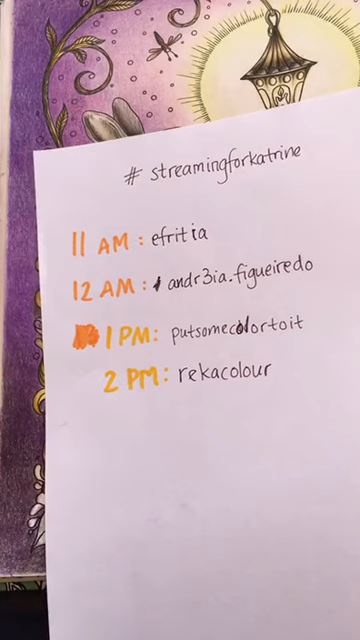 # streamingforkatrine
11 AM : efritia
12 AM : andr3ia.figueiredo
1 PM: putsomecolortoit
2 PM: rekacolour